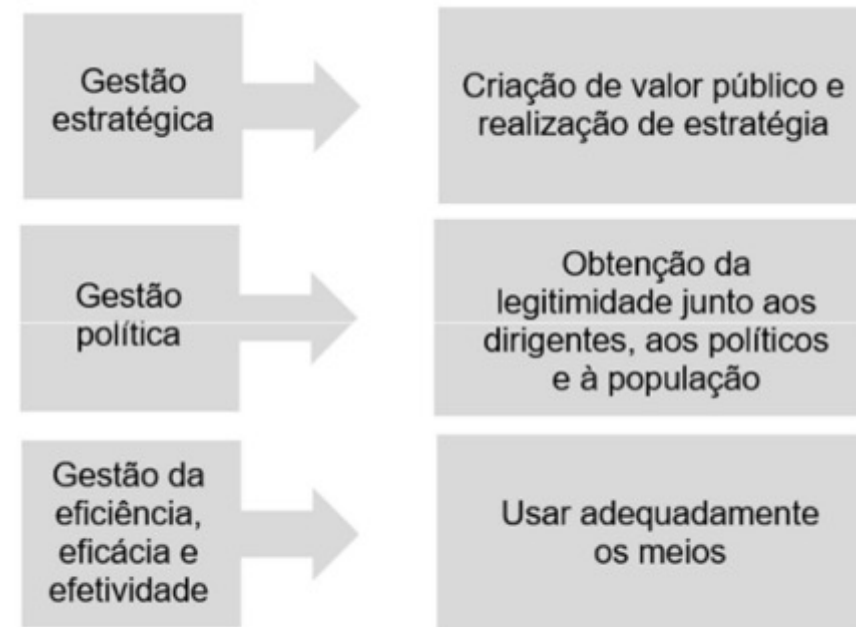 Gestão
estratégica
Criação de valor público e
realização de estratégia
Gestão
política
Obtenção da
legitimidade junto aos
dirigentes, aos políticos
e à população
Gestão da
eficiência,
eficácia e
efetividade
Usar adequadamente
os meios